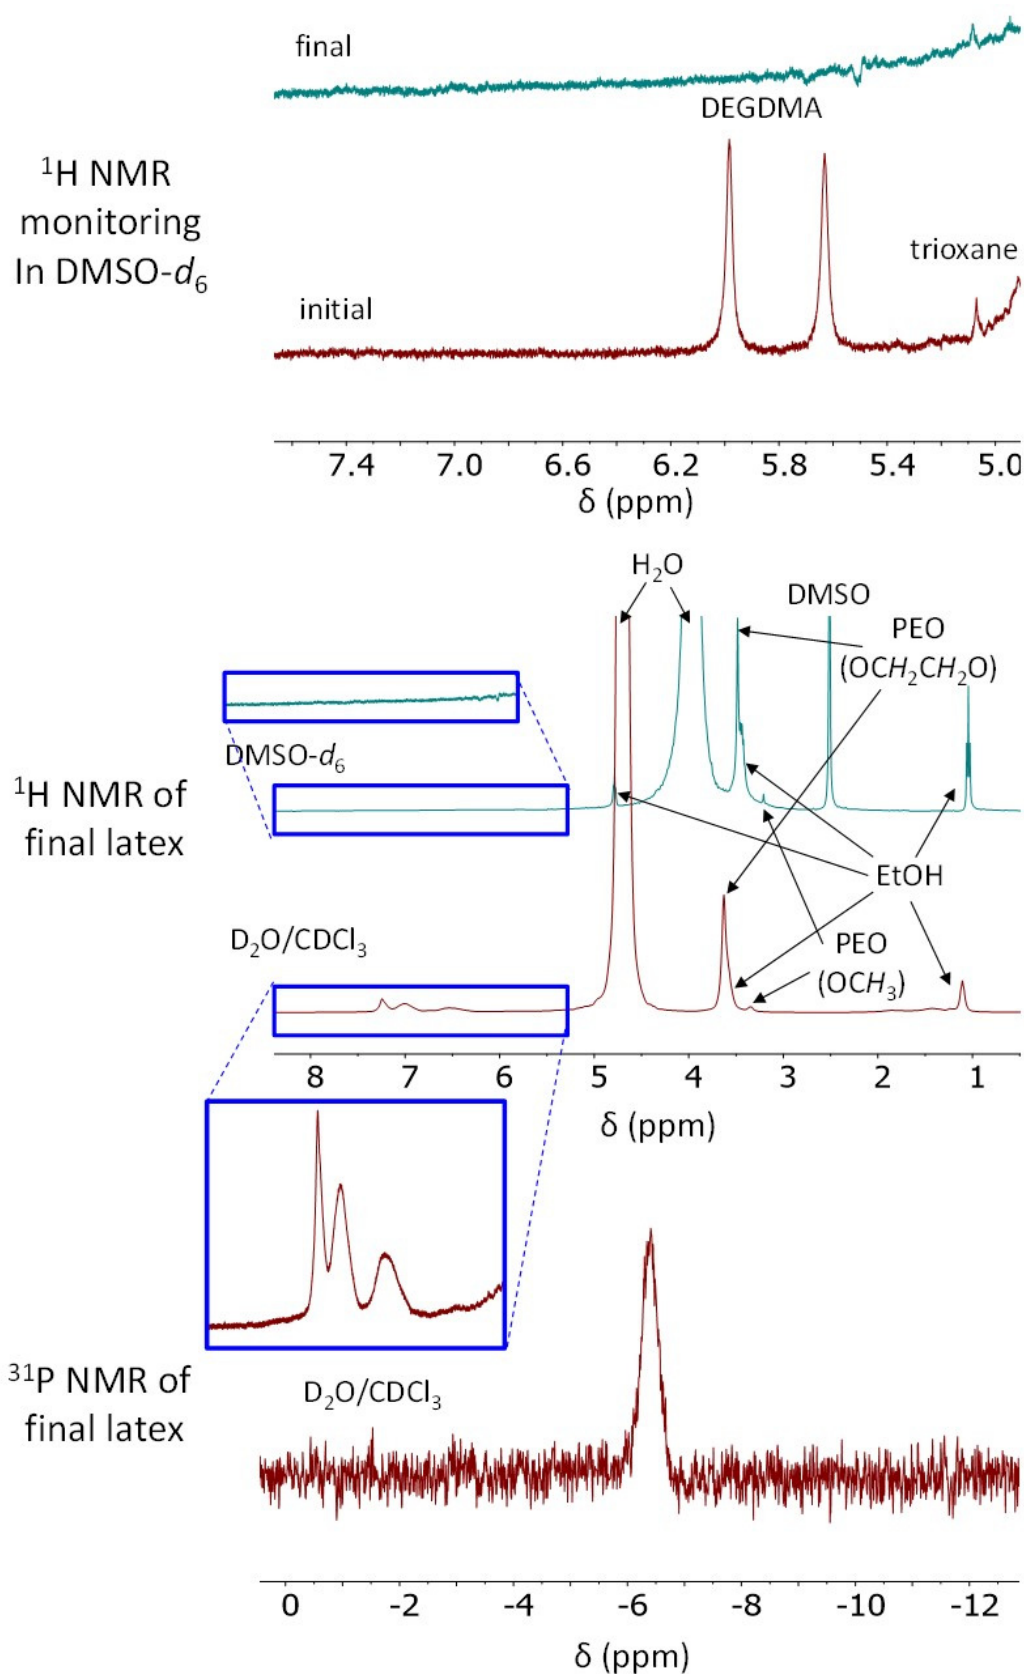 final
DEGDMA
¹H NMR
monitoring
In DMSO-d₆
trioxane
initial
7.4 7.0 6.6 6.2 5.8 5.4 5.0
δ (ppm)
H₂O
DMSO
PEO
(OCH₂CH₂O)
DMSO-d₆
¹H NMR of
final latex
EtOH
D₂O/CDCl₃
PEO
(OCH₃)
8 7 6 5 4 3 2 1
δ (ppm)
³¹P NMR of
final latex
D₂O/CDCl₃
0 -2 -4 -6 -8 -10 -12
δ (ppm)